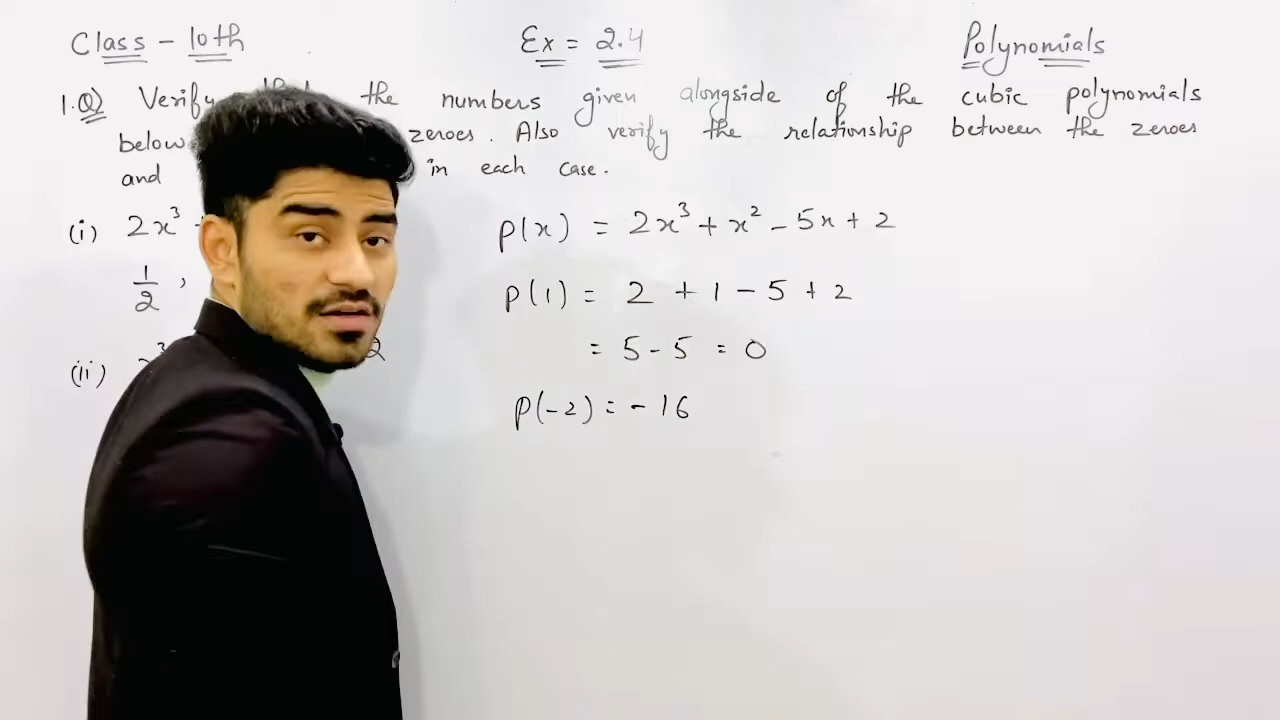 Class - 10th
Ex = 2.4
Polynomials
1.Q) Verify the numbers given alongside of the cubic polynomials
below zeroes. Also verify the relationship between the zeroes
and in each case.
(i) 2x³
p(x) = 2x³ + x² - 5x + 2
1/2 ,
p(1) = 2 + 1 - 5 + 2
= 5 - 5 = 0
(ii) 2
p(-2) = - 16